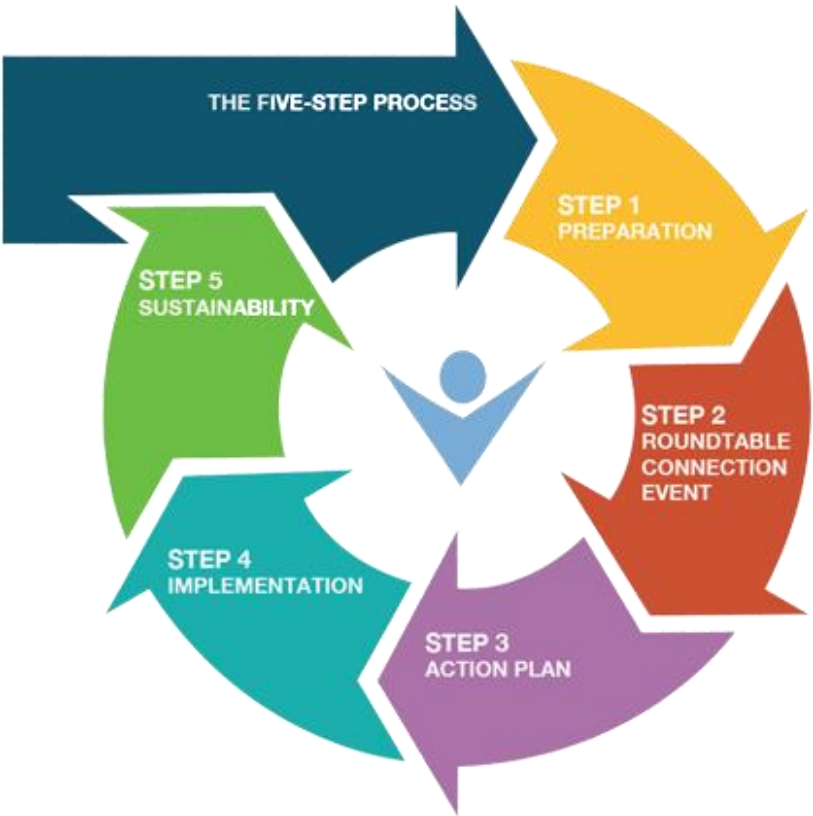 THE FIVE-STEP PROCESS
STEP 1
PREPARATION
STEP 2
ROUNDTABLE
CONNECTION
EVENT
STEP 3
ACTION PLAN
STEP 4
IMPLEMENTATION
STEP 5
SUSTAINABILITY